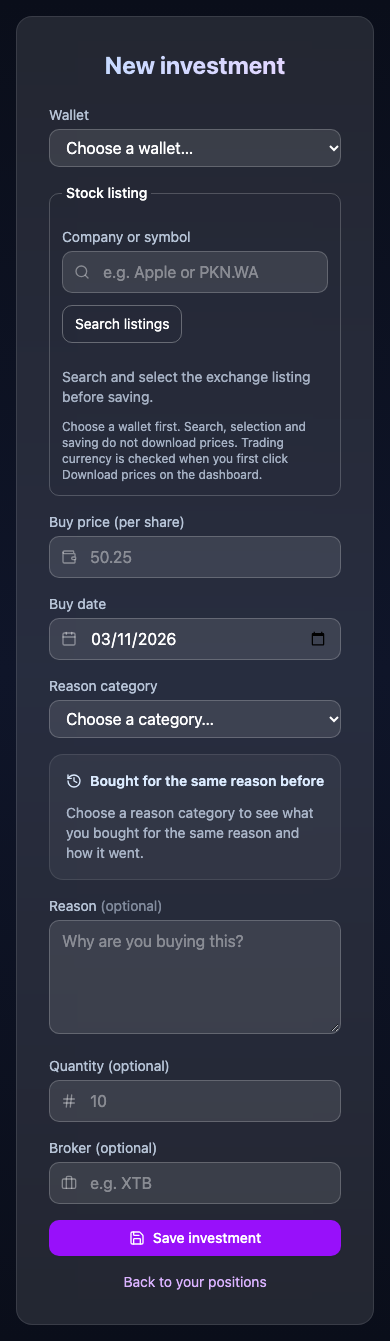 New investment
Wallet
Choose a wallet...
Stock listing
Company or symbol
e.g. Apple or PKN.WA
Search listings
Search and select the exchange listing
before saving.
Choose a wallet first. Search, selection and
saving do not download prices. Trading
currency is checked when you first click
Download prices on the dashboard.
Buy price (per share)
50.25
Buy date
03/11/2026
Reason category
Choose a category...
Bought for the same reason before
Choose a reason category to see what
you bought for the same reason and
how it went.
Reason (optional)
Why are you buying this?
Quantity (optional)
10
Broker (optional)
e.g. XTB
Save investment
Back to your positions